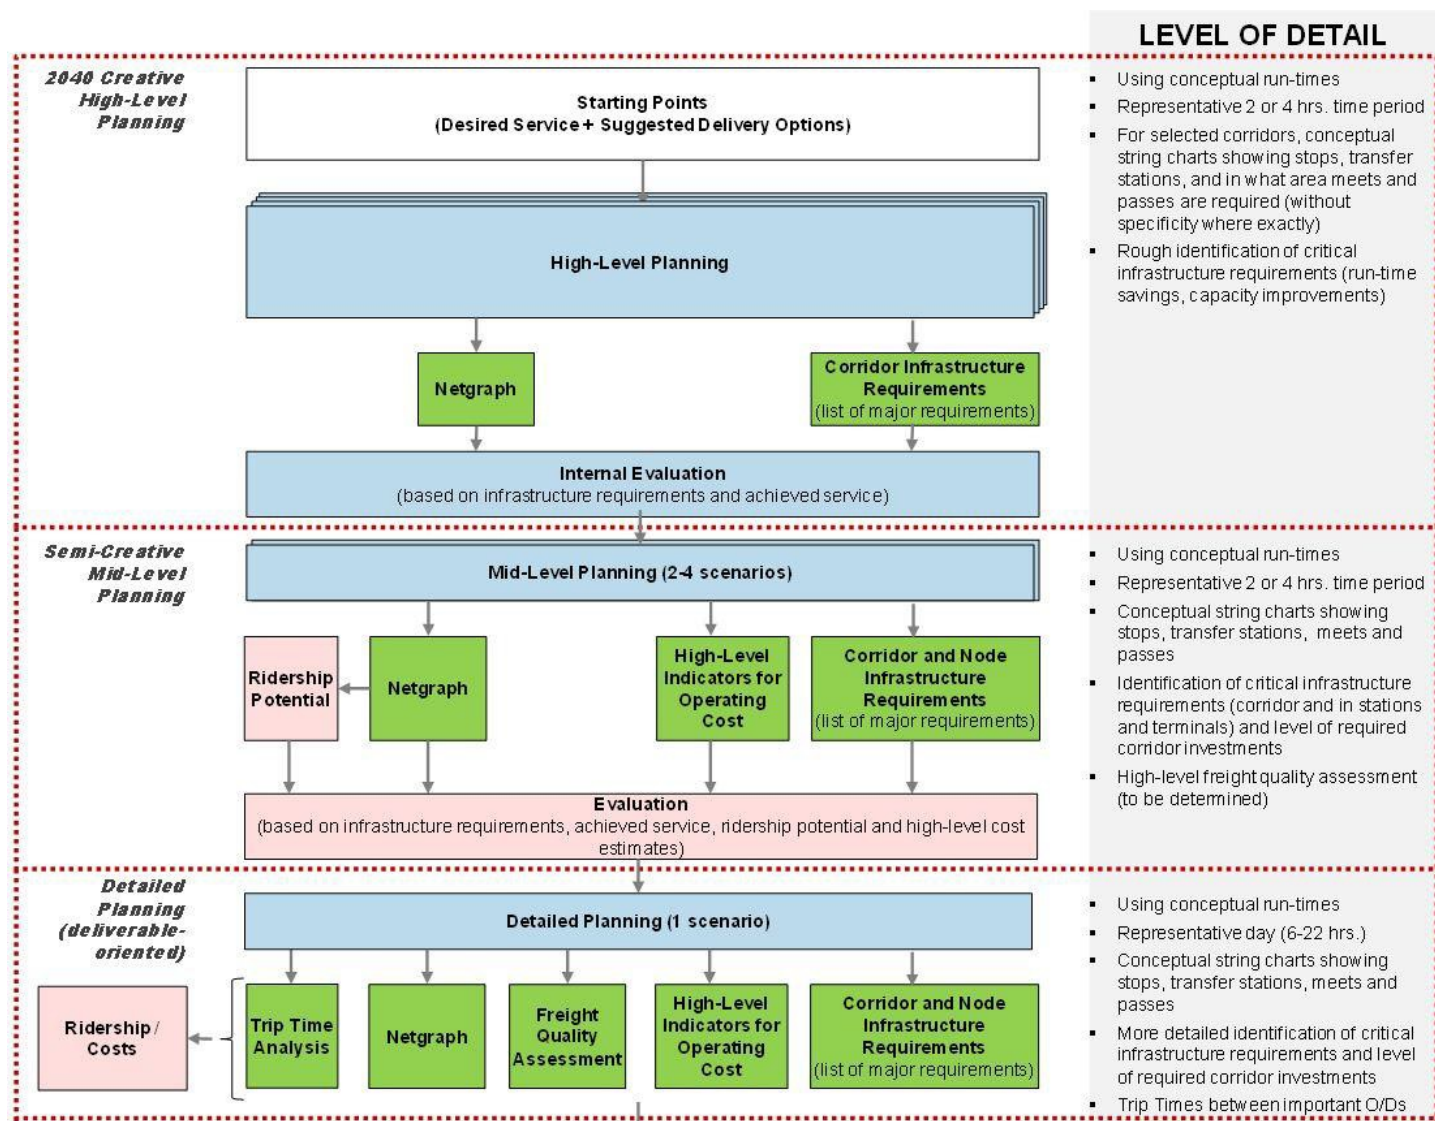 LEVEL OF DETAIL
2040 Creative
High-Level
Planning
Starting Points
(Desired Service + Suggested Delivery Options)
High-Level Planning
Netgraph
Corridor Infrastructure
Requirements
(list of major requirements)
Internal Evaluation
(based on infrastructure requirements and achieved service)
▪ Using conceptual run-times
▪ Representative 2 or 4 hrs. time period
▪ For selected corridors, conceptual
string charts showing stops, transfer
stations, and in what area meets and
passes are required (without
specificity where exactly)
▪ Rough identification of critical
infrastructure requirements (run-time
savings, capacity improvements)
Semi-Creative
Mid-Level
Planning
Mid-Level Planning (2-4 scenarios)
Ridership
Potential
Netgraph
High-Level
Indicators for
Operating
Cost
Corridor and Node
Infrastructure
Requirements
(list of major requirements)
Evaluation
(based on infrastructure requirements, achieved service, ridership potential and high-level cost
estimates)
▪ Using conceptual run-times
▪ Representative 2 or 4 hrs. time period
▪ Conceptual string charts showing
stops, transfer stations, meets and
passes
▪ Identification of critical infrastructure
requirements (corridor and in stations
and terminals) and level of required
corridor investments
▪ High-level freight quality assessment
(to be determined)
Detailed
Planning
(deliverable-
oriented)
Detailed Planning (1 scenario)
Ridership /
Costs
Trip Time
Analysis
Netgraph
Freight
Quality
Assessment
High-Level
Indicators for
Operating
Cost
Corridor and Node
Infrastructure
Requirements
(list of major requirements)
▪ Using conceptual run-times
▪ Representative day (6-22 hrs.)
▪ Conceptual string charts showing
stops, transfer stations, meets and
passes
▪ More detailed identification of critical
infrastructure requirements and level
of required corridor investments
▪ Trip Times between important O/Ds